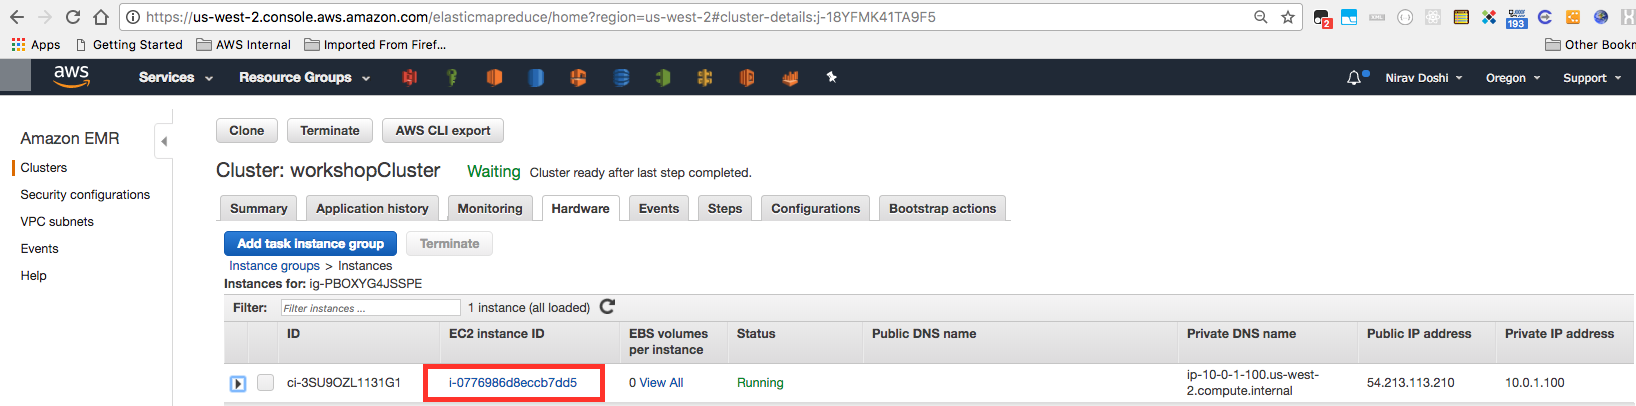 https://us-west-2.console.aws.amazon.com/elasticmapreduce/home?region=us-west-2#cluster-details:j-18YFMK41TA9F5
2
193
Apps Getting Started AWS Internal Imported From Firef... Other Bookm
aws Services Resource Groups Nirav Doshi Oregon Support
Amazon EMR
Clusters
Security configurations
VPC subnets
Events
Help
Clone Terminate AWS CLI export
Cluster: workshopCluster Waiting Cluster ready after last step completed.
Summary Application history Monitoring Hardware Events Steps Configurations Bootstrap actions
Add task instance group Terminate
Instance groups > Instances
Instances for: ig-PBOXYG4JSSPE
Filter: Filter instances ... 1 instance (all loaded)
ID EC2 instance ID EBS volumes per instance Status Public DNS name Private DNS name Public IP address Private IP address
ci-3SU9OZL1131G1 i-0776986d8eccb7dd5 0 View All Running ip-10-0-1-100.us-west-2.compute.internal 54.213.113.210 10.0.1.100